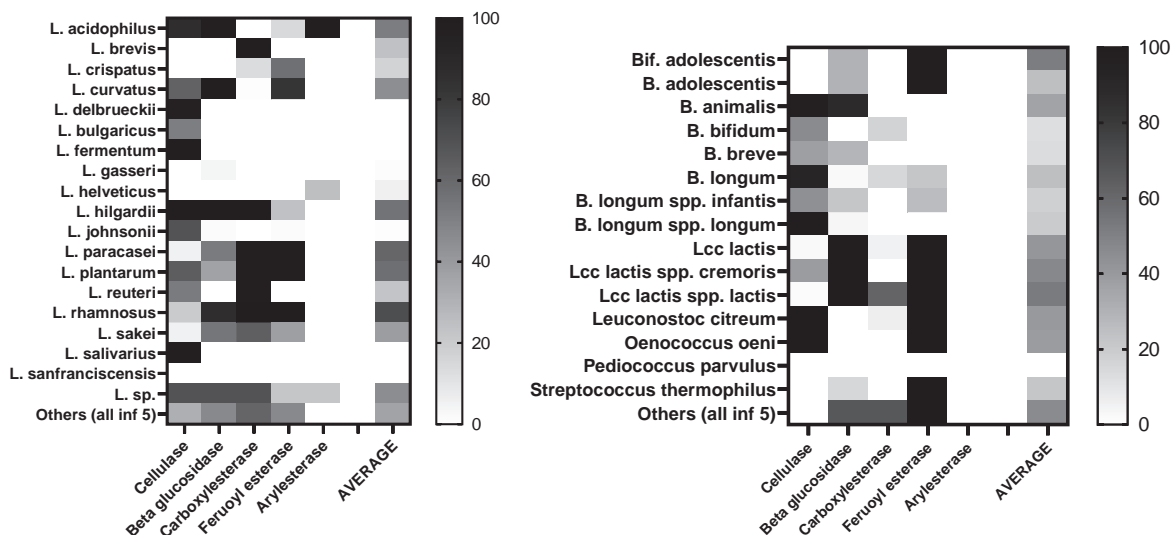 L. acidophilus
L. brevis
L. crispatus
L. curvatus
L. delbrueckii
L. bulgaricus
L. fermentum
L. gasseri
L. helveticus
L. hilgardii
L. johnsonii
L. paracasei
L. plantarum
L. reuteri
L. rhamnosus
L. sakei
L. salivarius
L. sanfranciscensis
L. sp.
Others (all inf 5)
Cellulase
Beta glucosidase
Carboxylesterase
Feruoyl esterase
Arylesterase
AVERAGE
100
80
60
40
20
0
Bif. adolescentis
B. adolescentis
B. animalis
B. bifidum
B. breve
B. longum
B. longum spp. infantis
B. longum spp. longum
Lcc lactis
Lcc lactis spp. cremoris
Lcc lactis spp. lactis
Leuconostoc citreum
Oenococcus oeni
Pediococcus parvulus
Streptococcus thermophilus
Others (all inf 5)
Cellulase
Beta glucosidase
Carboxylesterase
Feruoyl esterase
Arylesterase
AVERAGE
100
80
60
40
20
0